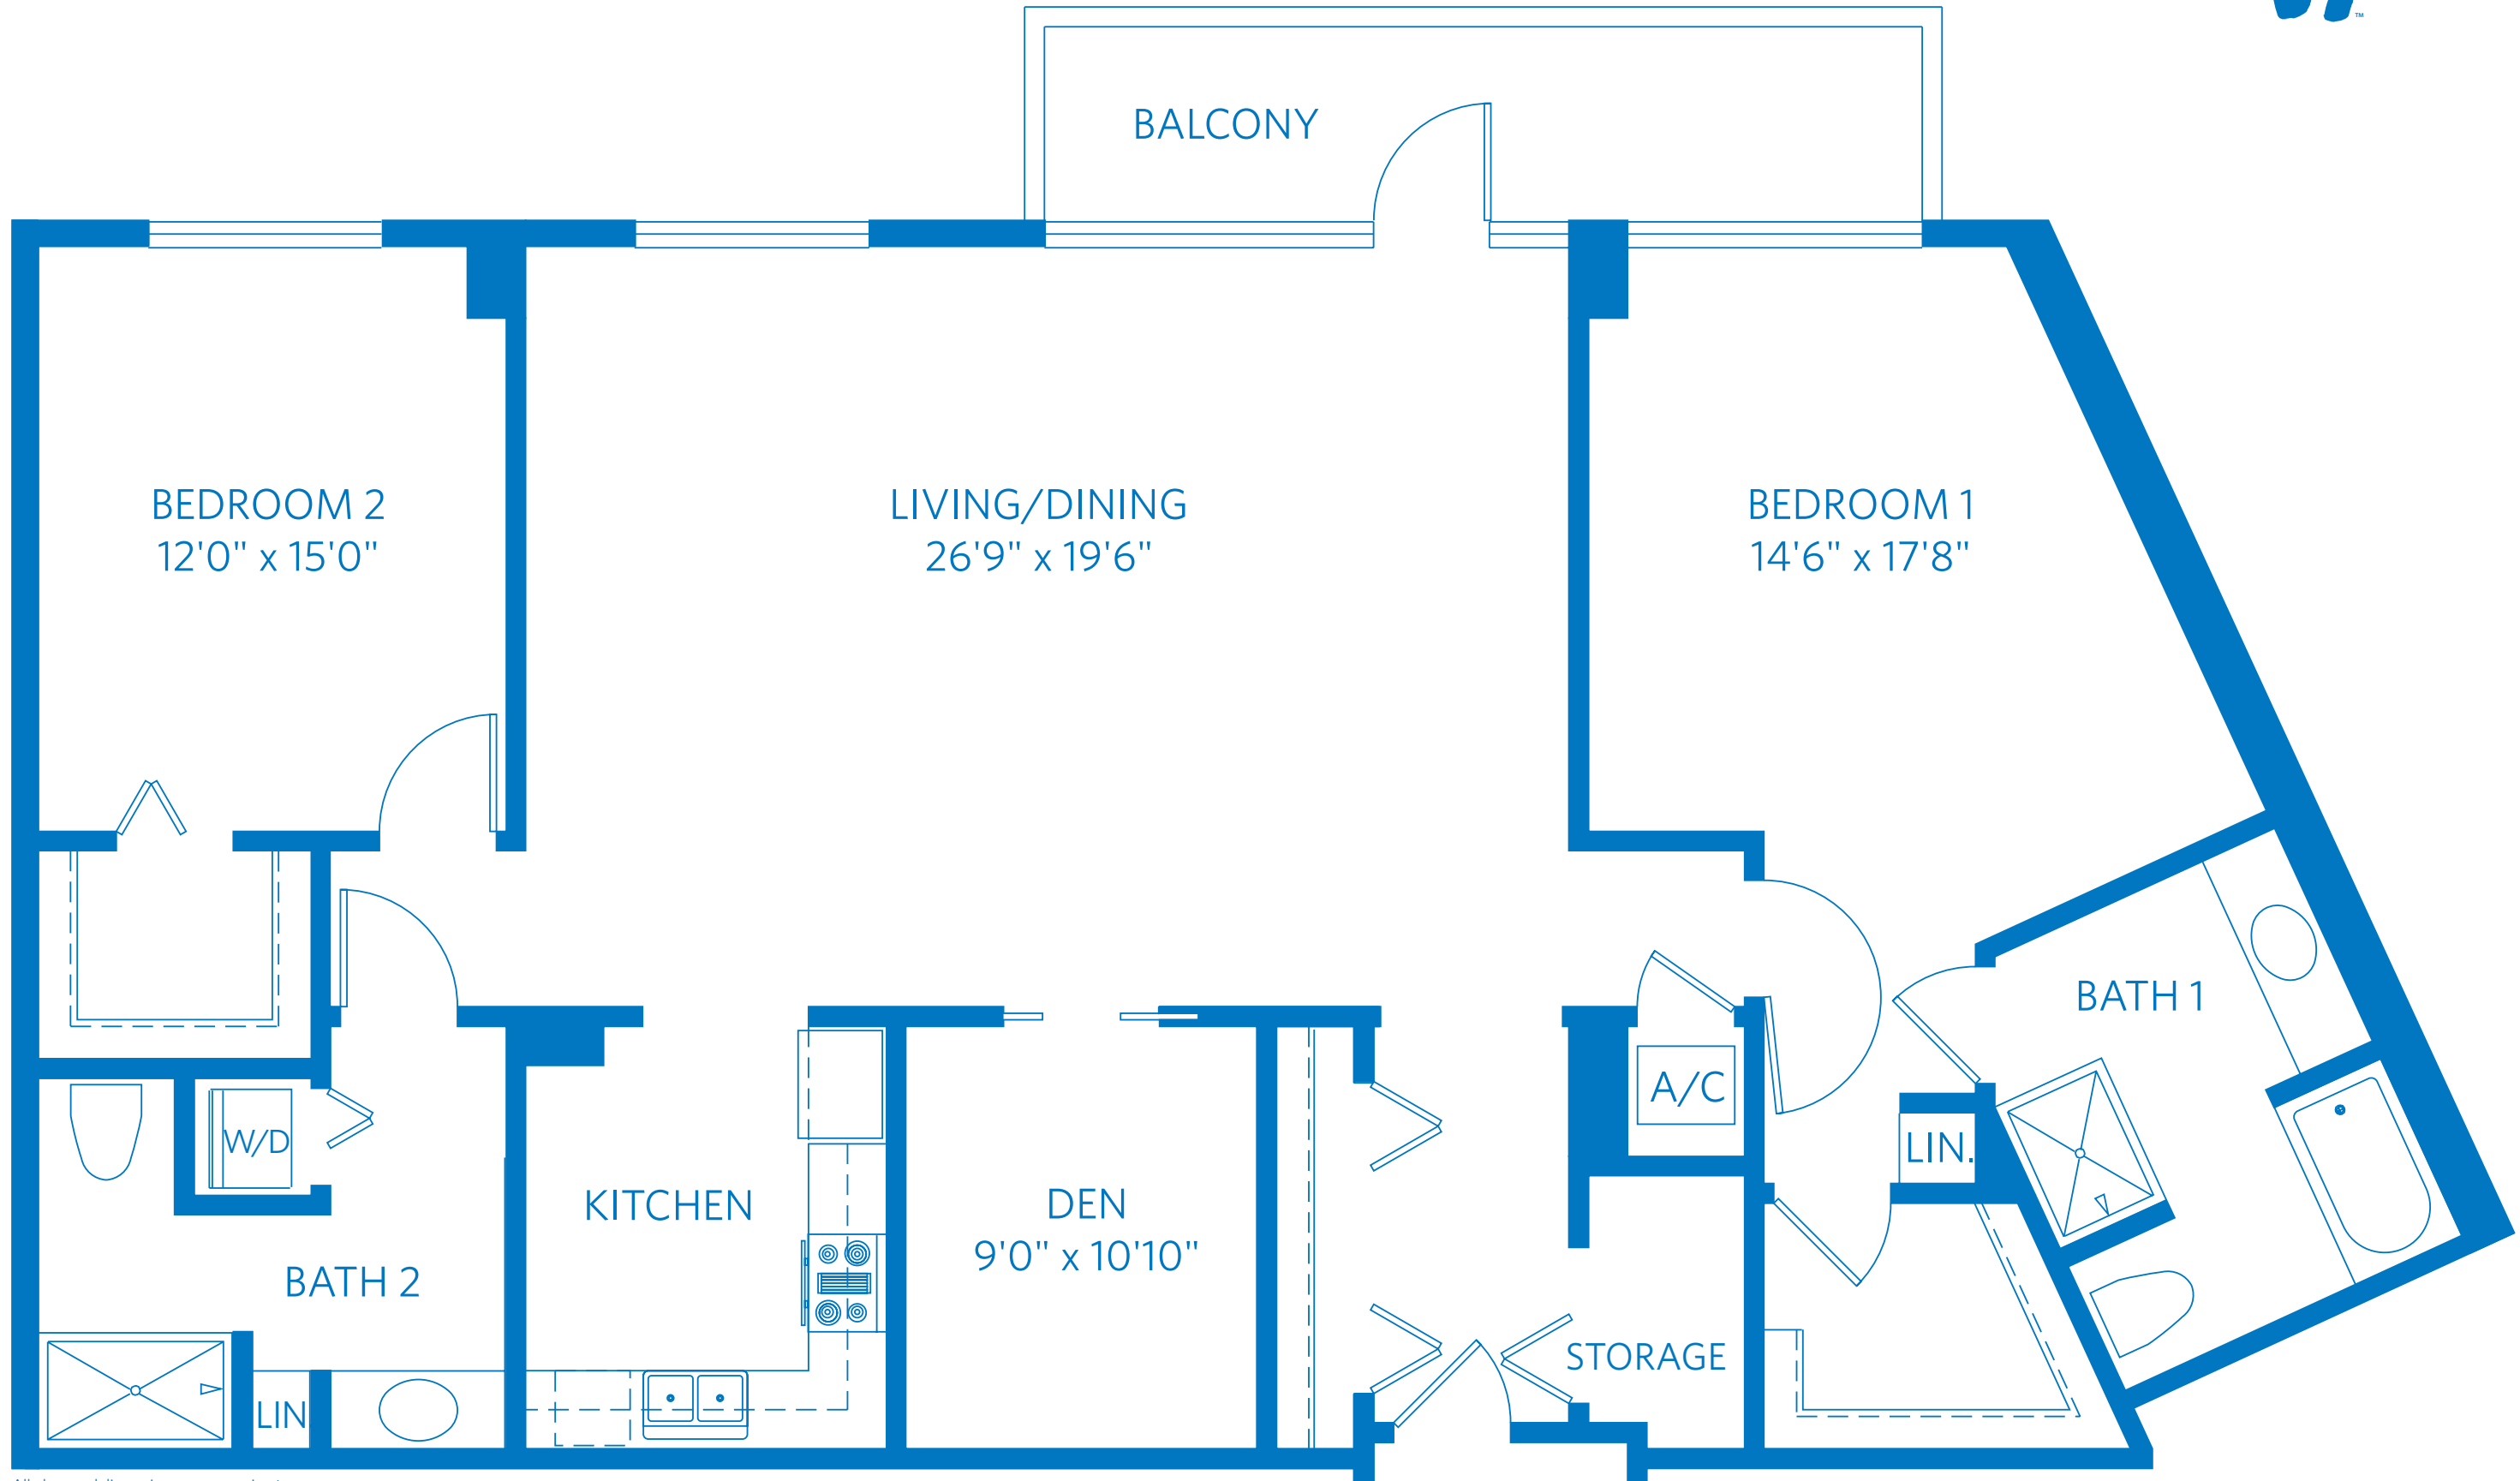 ™
BALCONY
BEDROOM 2
12'0" x 15'0"
LIVING/DINING
26'9" x 19'6"
BEDROOM 1
14'6" x 17'8"
BATH 1
A/C
W/D
LIN.
KITCHEN
DEN
9'0" x 10'10"
BATH 2
STORAGE
LIN